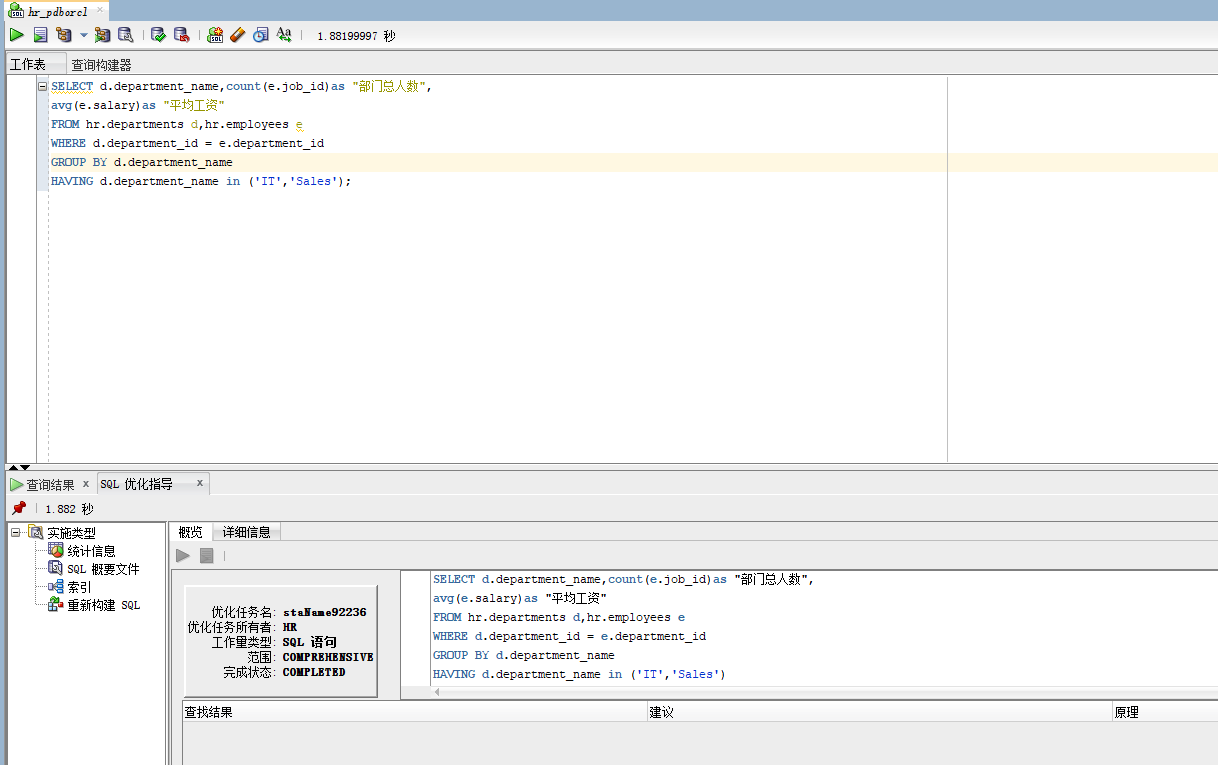 hr_pdborcl
1.88199997 秒
工作表
查询构建器
SELECT d.department_name,count(e.job_id)as "部门总人数",
avg(e.salary)as "平均工资"
FROM hr.departments d,hr.employees e
WHERE d.department_id = e.department_id
GROUP BY d.department_name
HAVING d.department_name in ('IT','Sales');
查询结果 x SQL 优化指导 x
1.882 秒
实施类型
统计信息
SQL 概要文件
索引
重新构建 SQL
概览 详细信息
优化任务名: staName92236
优化任务所有者: HR
工作量类型: SQL 语句
范围: COMPREHENSIVE
完成状态: COMPLETED
SELECT d.department_name,count(e.job_id)as "部门总人数",
avg(e.salary)as "平均工资"
FROM hr.departments d,hr.employees e
WHERE d.department_id = e.department_id
GROUP BY d.department_name
HAVING d.department_name in ('IT','Sales')
查找结果 建议 原理